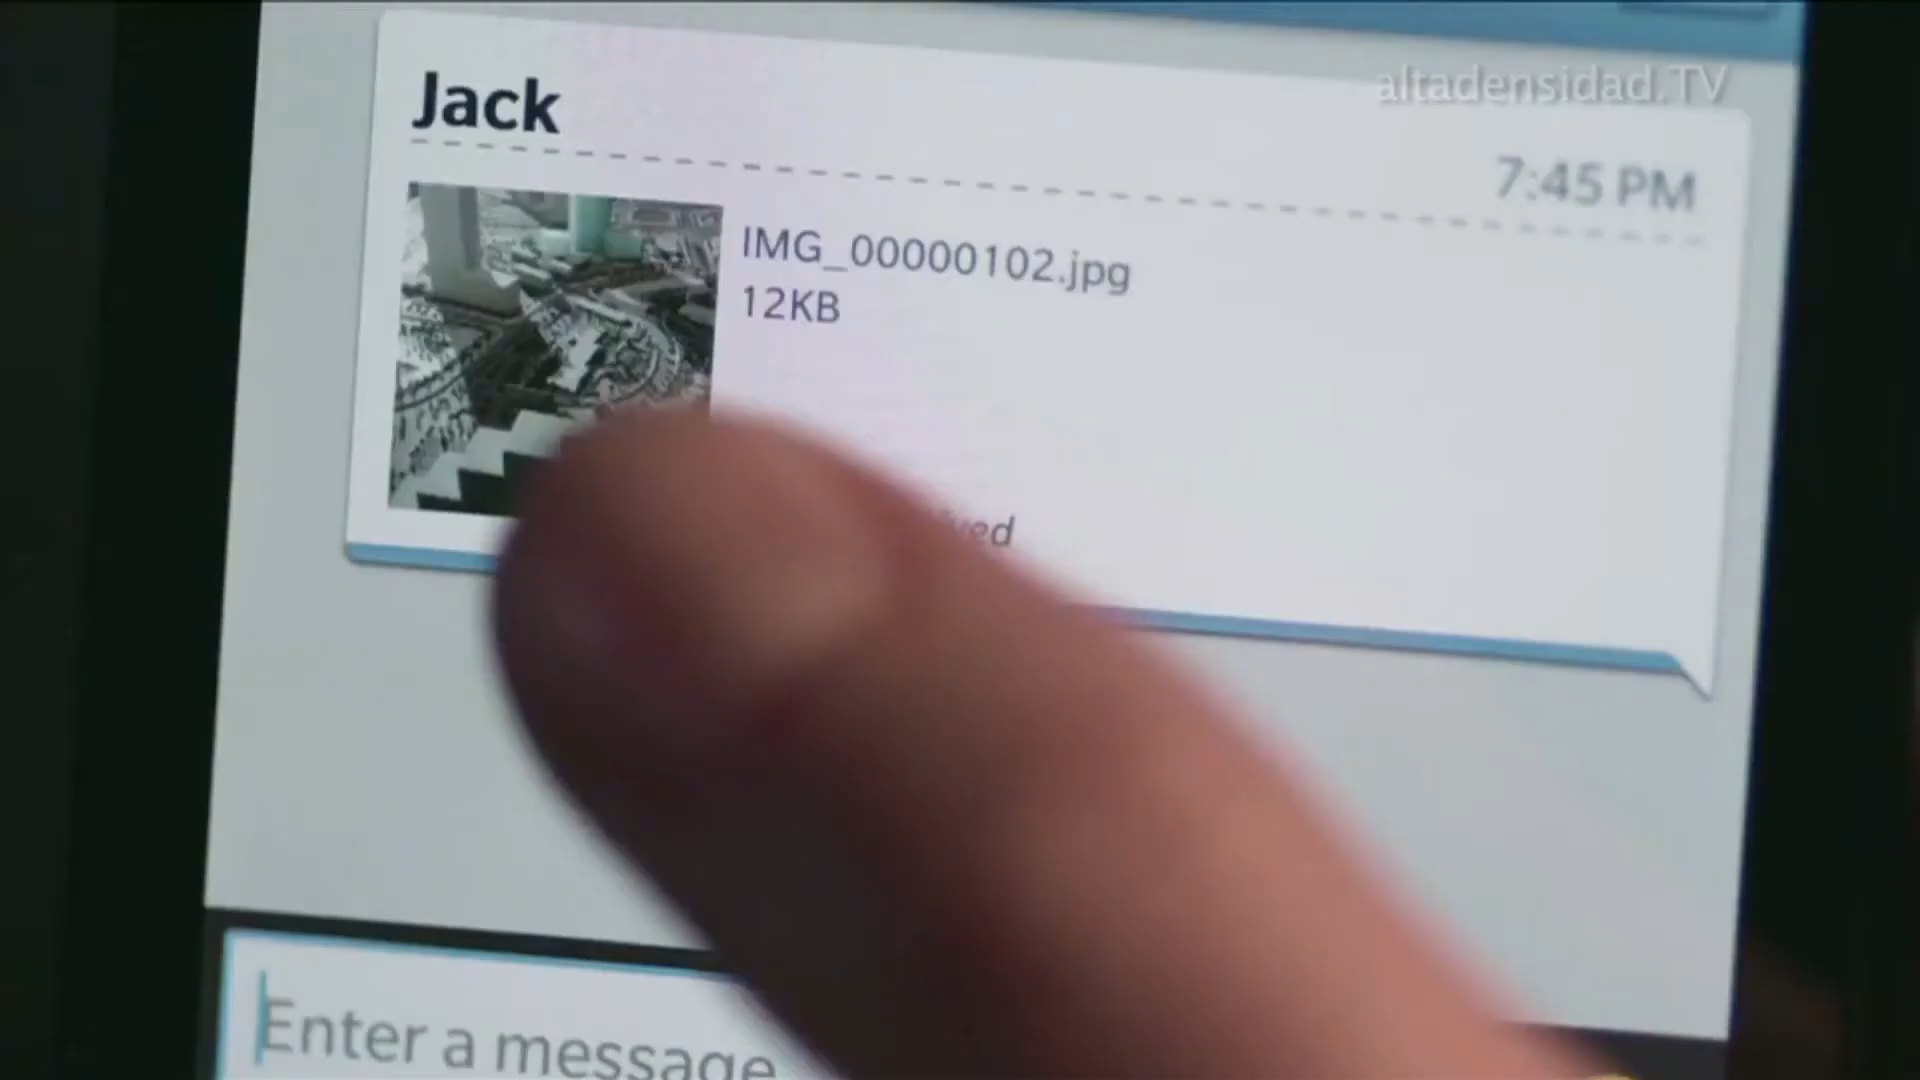 altadensidad.TV
Jack
7:45 PM
IMG_00000102.jpg
12KB
Enter a message